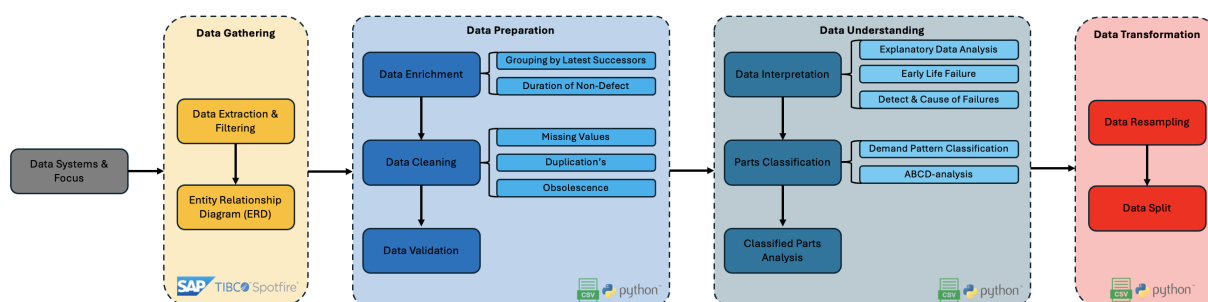 Data Systems &
Focus
Data Gathering
Data Extraction &
Filtering
Entity Relationship
Diagram (ERD)
SAP TIBCO Spotfire
Data Preparation
Data Enrichment
Grouping by Latest Successors
Duration of Non-Defect
Data Cleaning
Missing Values
Duplication's
Obsolescence
Data Validation
CSV python
Data Understanding
Data Interpretation
Explanatory Data Analysis
Early Life Failure
Detect & Cause of Failures
Parts Classification
Demand Pattern Classification
ABCD-analysis
Classified Parts
Analysis
CSV python
Data Transformation
Data Resampling
Data Split
CSV python